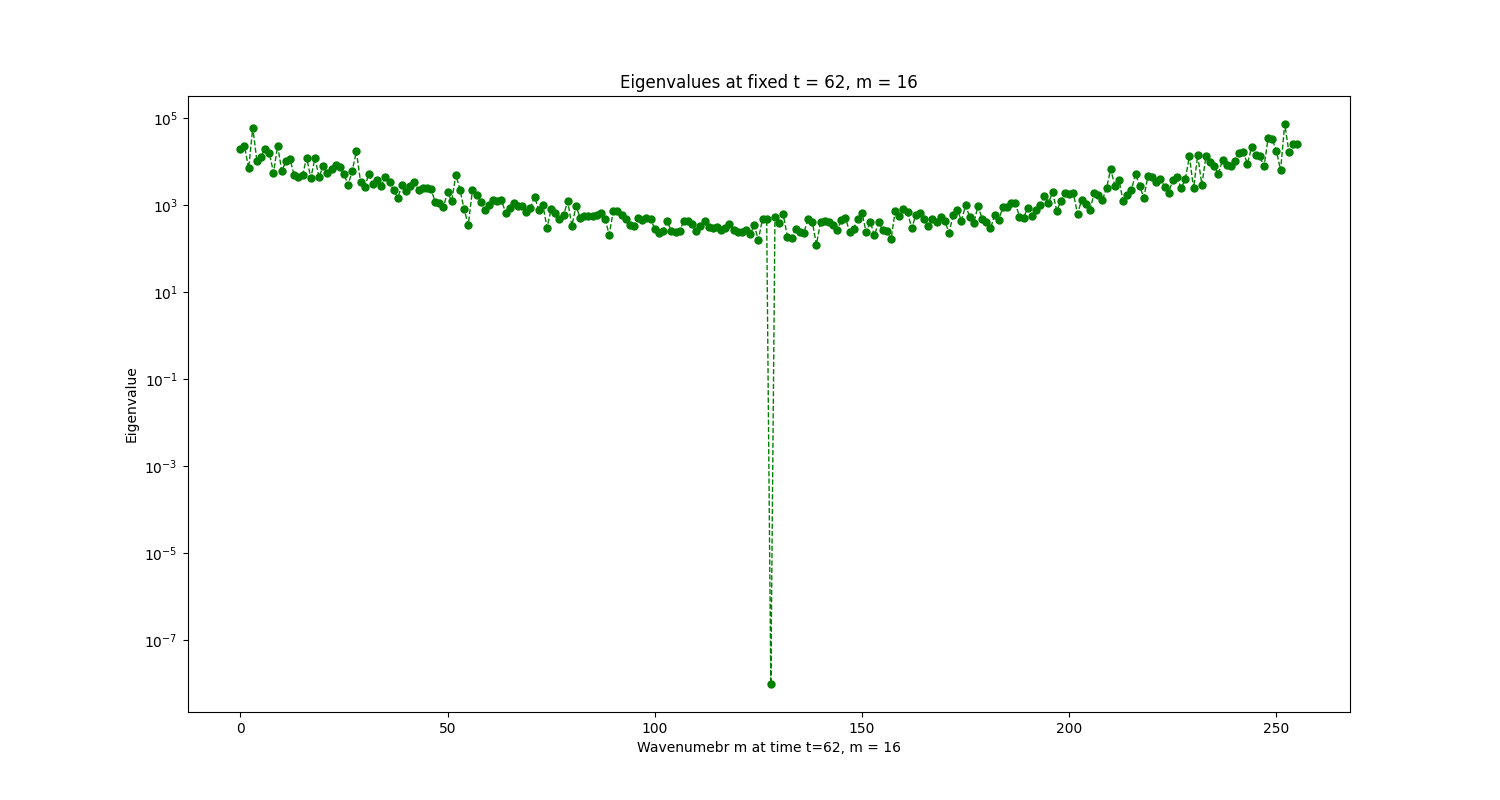 Eigenvalues at fixed t = 62, m = 16
10^5
10^3
10^1
10^-1
10^-3
10^-5
10^-7
Eigenvalue
0 50 100 150 200 250
Wavenumebr m at time t=62, m = 16